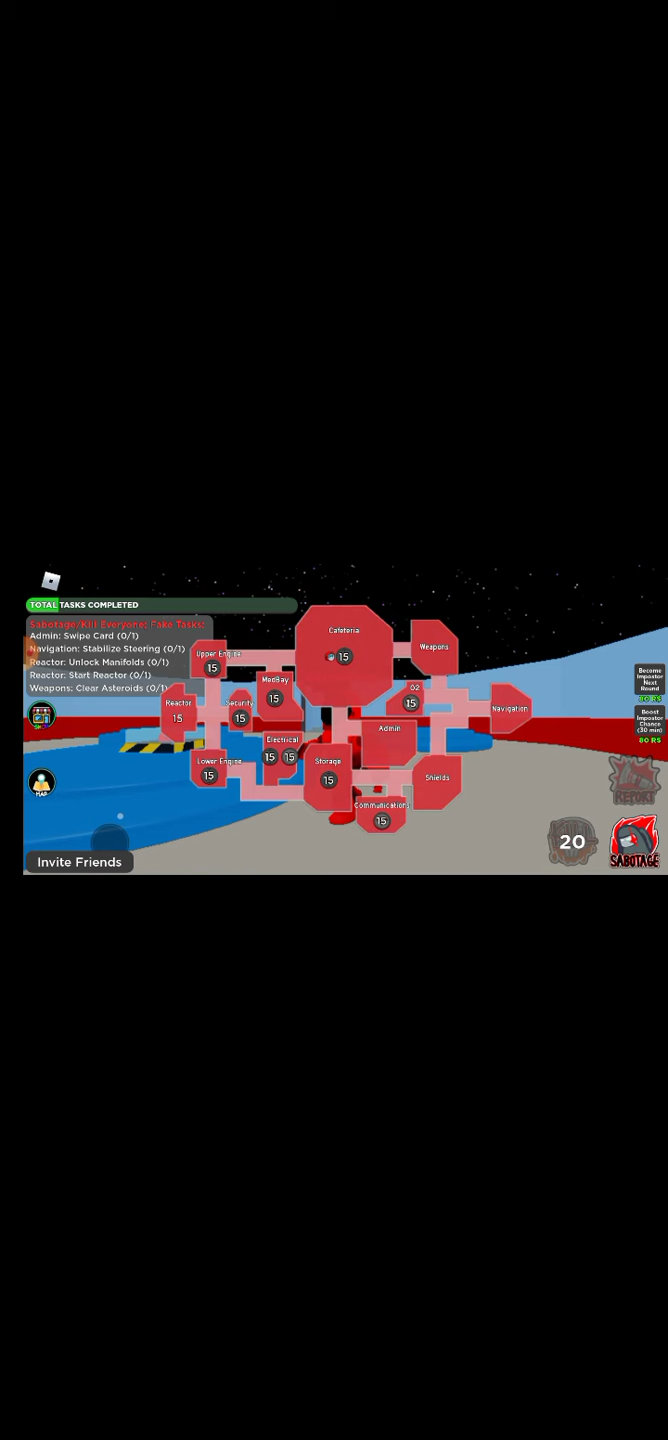 TOTAL TASKS COMPLETED
Sabotage/Kill Everyone: Fake Tasks:
Admin: Swipe Card (0/1)
Navigation: Stabilize Steering (0/1)
Reactor: Unlock Manifolds (0/1)
Reactor: Start Reactor (0/1)
Weapons: Clear Asteroids (0/1)
Cafeteria
15
Weapons
Upper Engine
15
MedBay
15
O2
15
Reactor
15
Security
15
Navigation
Admin
Electrical
15 15
Lower Engine
15
Storage
15
Shields
Communications
15
MAP
Invite Friends
Become
Impostor
Next
Round
Boost
Impostor
Chance
(30 min)
80 R$
REPORT
20
SABOTAGE